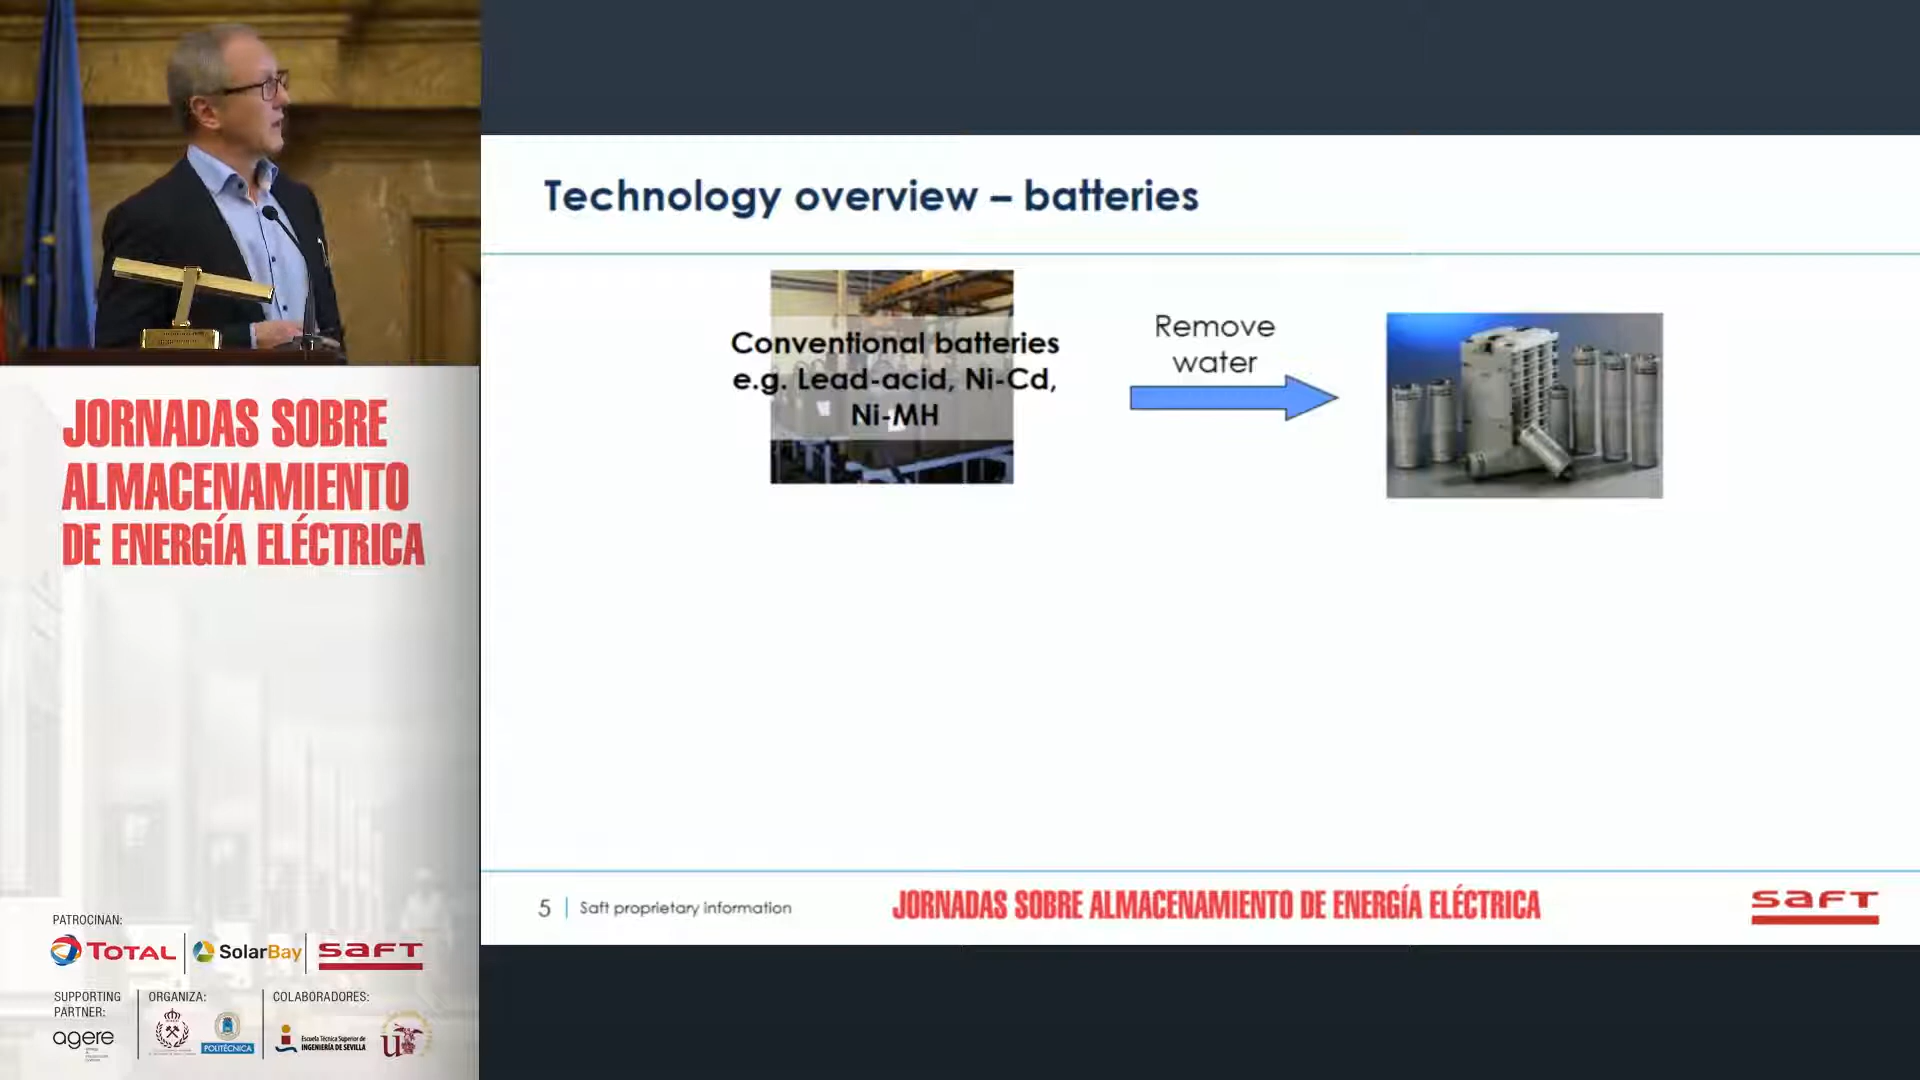 JORNADAS SOBRE
ALMACENAMIENTO
DE ENERGÍA ELÉCTRICA
PATROCINAN:
TOTAL
SolarBay
saft
SUPPORTING
PARTNER:
agere
ORGANIZA:
POLITÉCNICA
COLABORADORES:
Escuela Técnica Superior de
INGENIERÍA DE SEVILLA
Technology overview – batteries
Conventional batteries
e.g. Lead-acid, Ni-Cd,
Ni-MH
Remove
water
5
Saft proprietary information
JORNADAS SOBRE ALMACENAMIENTO DE ENERGÍA ELÉCTRICA
saft